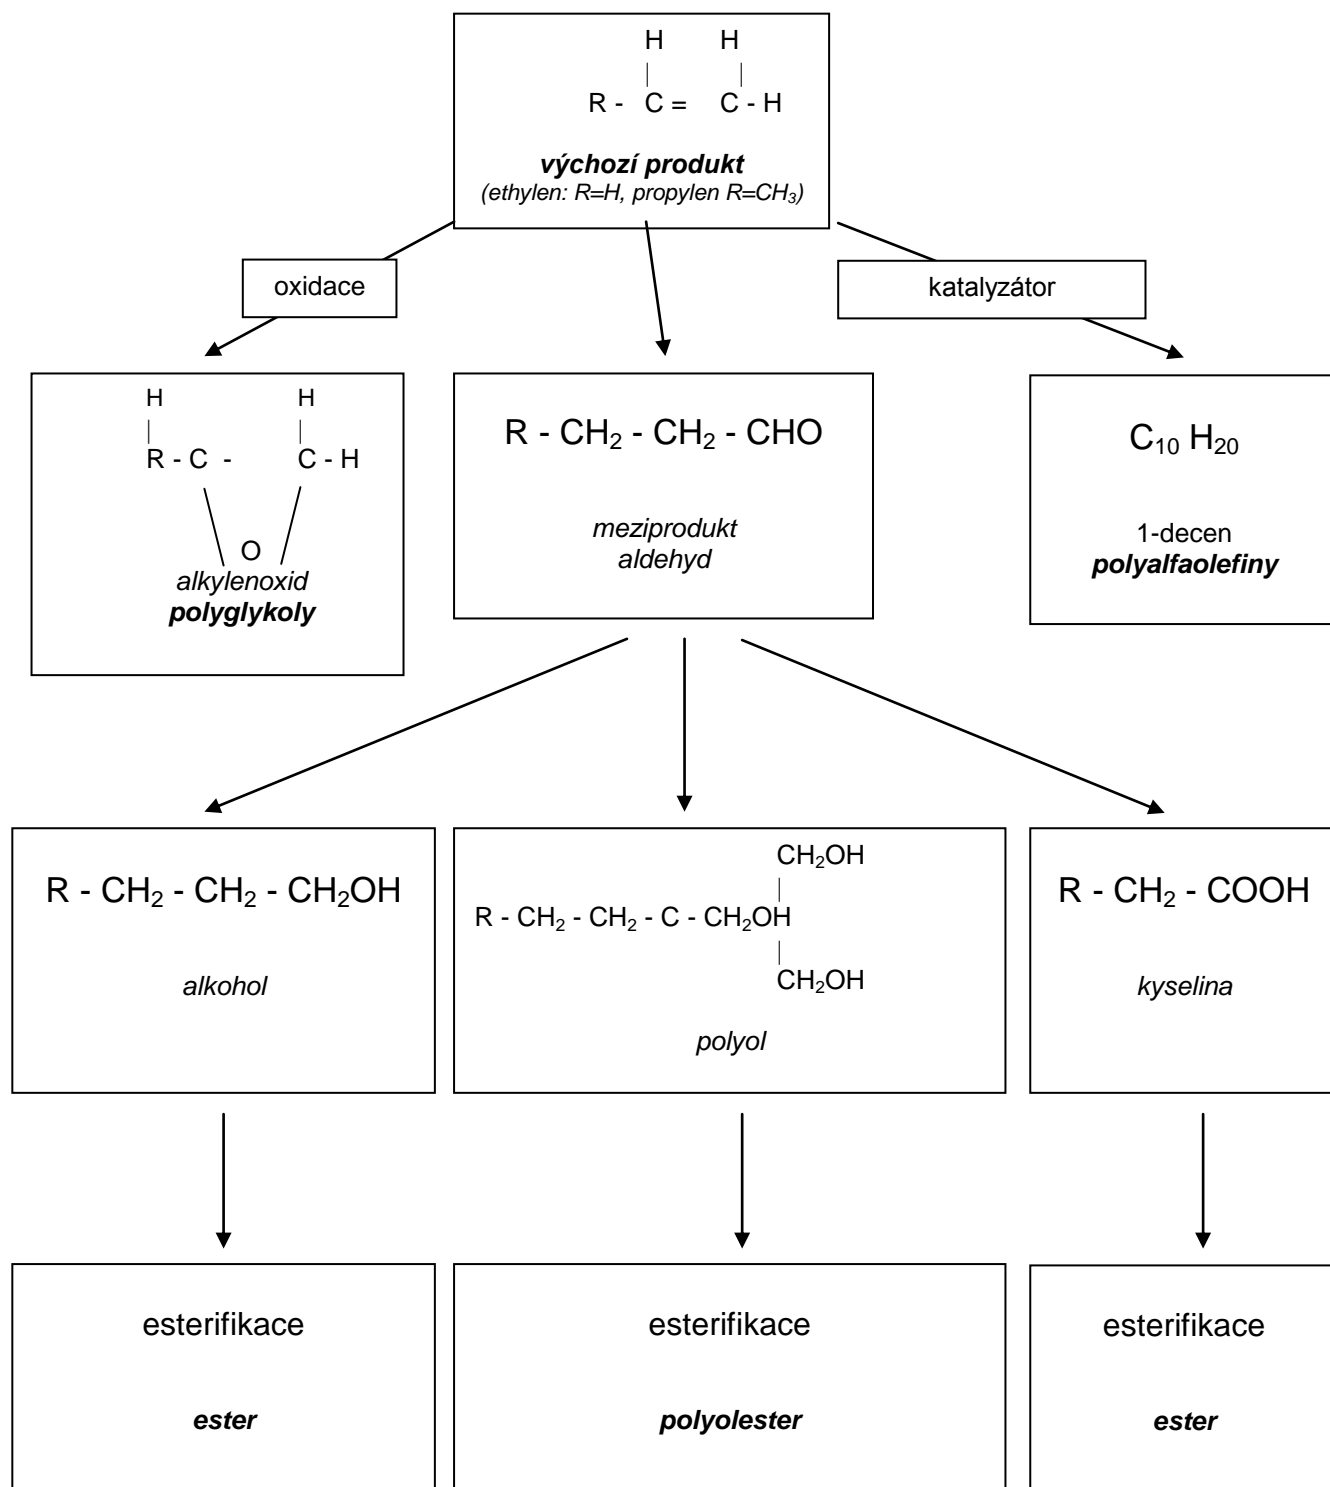 H H
| |
R - C = C - H
výchozí produkt
(ethylen: R=H, propylen R=CH₃)
oxidace
katalyzátor
H H
| |
R - C - C - H
O
alkylenoxid
polyglykoly
R - CH₂ - CH₂ - CHO
meziprodukt
aldehyd
C₁₀ H₂₀
1-decen
polyalfaolefiny
R - CH₂ - CH₂ - CH₂OH
alkohol
CH₂OH
|
R - CH₂ - CH₂ - C - CH₂OH
|
CH₂OH
polyol
R - CH₂ - COOH
kyselina
esterifikace
ester
esterifikace
polyolester
esterifikace
ester